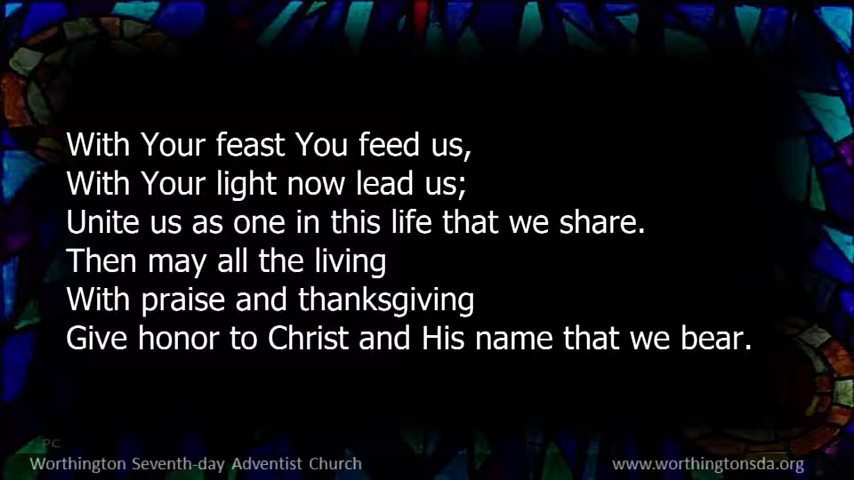 With Your feast You feed us,
With Your light now lead us;
Unite us as one in this life that we share.
Then may all the living
With praise and thanksgiving
Give honor to Christ and His name that we bear.
PC
Worthington Seventh-day Adventist Church
www.worthingtonsda.org